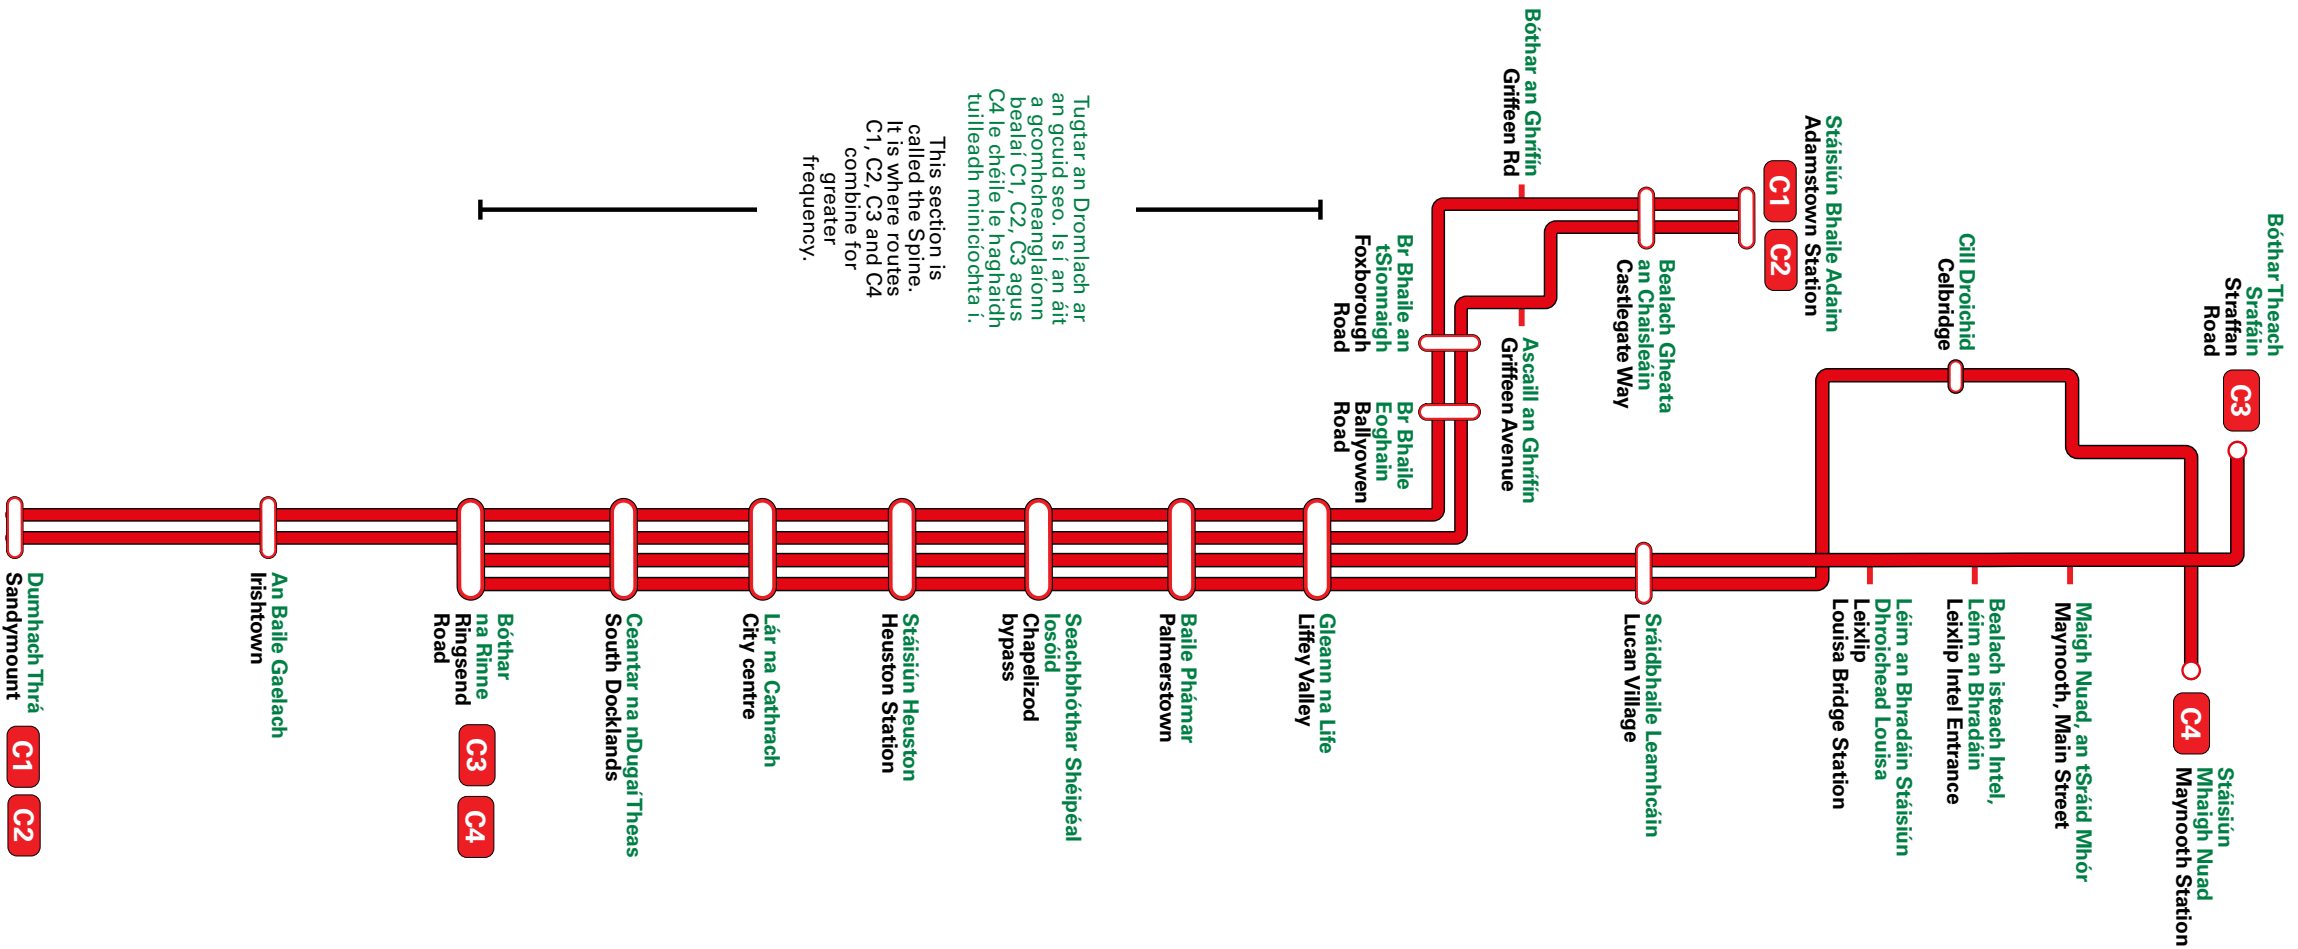 Bóthar Theach
Srafáin
Straffan
Road
C3
C4
Stáisiún
Mhaigh Nuad
Maynooth Station
Maigh Nuad, an tSráid Mhór
Maynooth, Main Street
Cill Droichid
Celbridge
Bealach isteach Intel,
Léim an Bhradáin
Leixlip Intel Entrance
Léim an Bhradáin Stáisiún
Dhroichead Louisa
Leixlip
Louisa Bridge Station
Stáisiún Bhaile Adaim
Adamstown Station
C1
C2
Bealach Gheata
an Chaisleáin
Castlegate Way
Sráidbhaile Leamhcáin
Lucan Village
Bóthar an Ghrífín
Griffeen Rd
Ascaill an Ghrífín
Griffeen Avenue
Br Bhaile an
tSionnaigh
Foxborough
Road
Br Bhaile
Eoghain
Ballyowen
Road
Gleann na Life
Liffey Valley
Baile Phámar
Palmerstown
Tugtar an Dromlach ar
an gcuid seo. Is í an áit
a gcomhcheanglaíonn
bealaí C1, C2, C3 agus
C4 le chéile le haghaidh
tuilleadh minicíochta í.
This section is
called the Spine.
It is where routes
C1, C2, C3 and C4
combine for
greater
frequency.
Seachbhóthar Shéipéal
Iosóid
Chapelizod
bypass
Stáisiún Heuston
Heuston Station
Lár na Cathrach
City centre
Ceantar na nDugaí Theas
South Docklands
Bóthar
na Rinne
Ringsend
Road
C3
C4
An Baile Gaelach
Irishtown
Dumhach Thrá
Sandymount
C1
C2